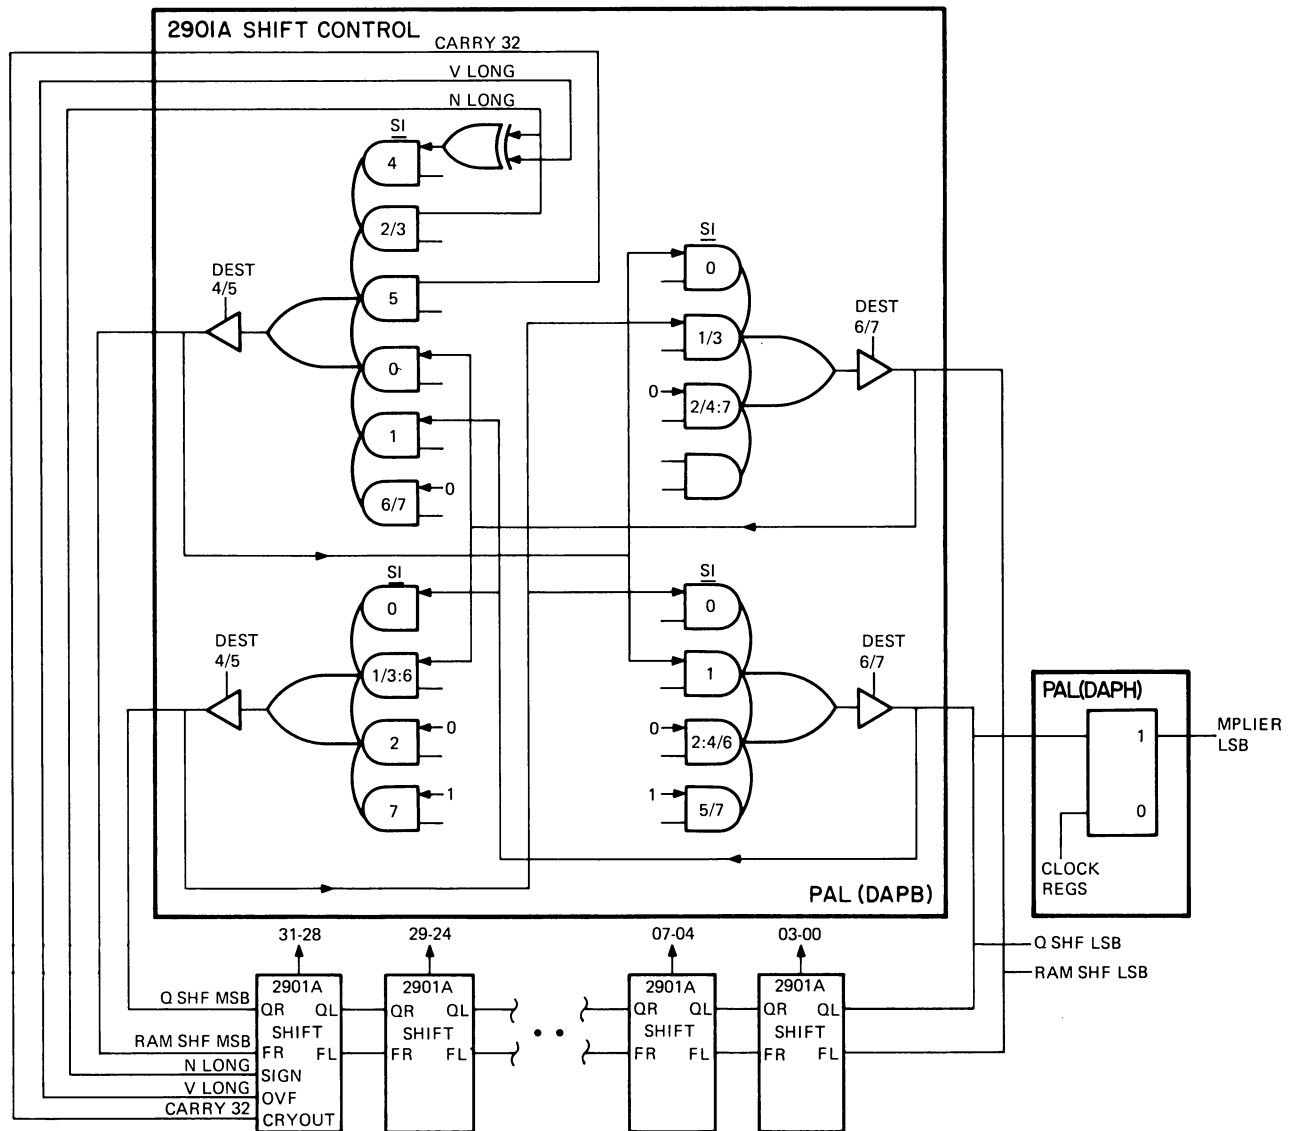 2901A SHIFT CONTROL
CARRY 32
V LONG
N LONG
SI
4
2/3
5
0
1
6/7
0
DEST
4/5
SI
0
1/3
0
2/4:7
DEST
6/7
SI
0
1/3:6
2
0
7
1
DEST
4/5
SI
0
1
0
2:4/6
1
5/7
DEST
6/7
PAL (DAPB)
PAL(DAPH)
1
0
CLOCK
REGS
MPLIER
LSB
Q SHF LSB
RAM SHF LSB
31-28
29-24
07-04
03-00
Q SHF MSB
RAM SHF MSB
N LONG
V LONG
CARRY 32
2901A
QR QL
SHIFT
FR FL
SIGN
OVF
CRYOUT
2901A
QR QL
SHIFT
FR FL
2901A
QR QL
SHIFT
FR FL
2901A
QR QL
SHIFT
FR FL